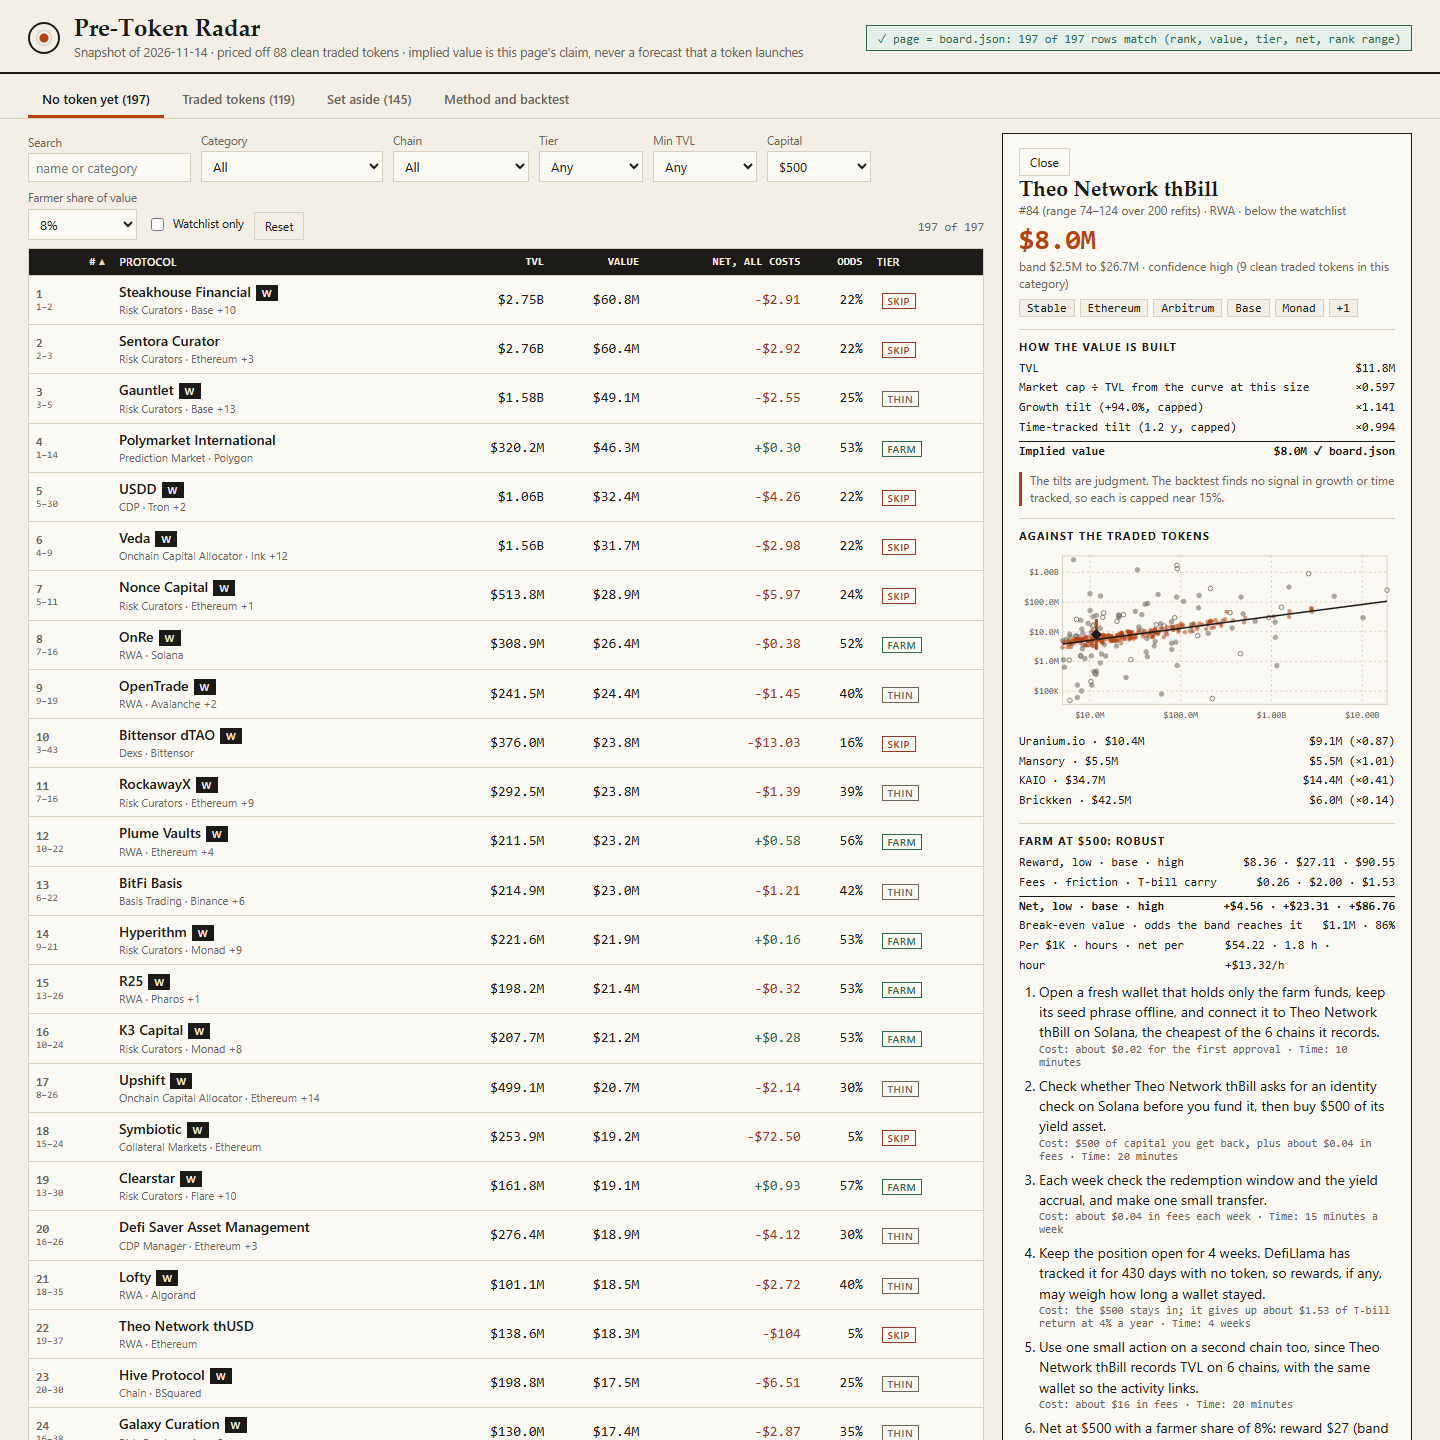 Pre-Token Radar
Snapshot of 2026-11-14 · priced off 88 clean traded tokens · implied value is this page's claim, never a forecast that a token launches
✓ page = board.json: 197 of 197 rows match (rank, value, tier, net, rank range)
No token yet (197) Traded tokens (119) Set aside (145) Method and backtest
Search Category Chain Tier Min TVL Capital
name or category All All Any Any $500
Farmer share of value
8% Watchlist only Reset 197 of 197
# ▲ PROTOCOL TVL VALUE NET, ALL COSTS ODDS TIER
1 Steakhouse Financial W $2.75B $60.8M -$2.91 22% SKIP
1–2 Risk Curators · Base +10
2 Sentora Curator $2.76B $60.4M -$2.92 22% SKIP
2–3 Risk Curators · Ethereum +3
3 Gauntlet W $1.58B $49.1M -$2.55 25% THIN
3–5 Risk Curators · Base +13
4 Polymarket International $320.2M $46.3M +$0.30 53% FARM
1–14 Prediction Market · Polygon
5 USDD W $1.06B $32.4M -$4.26 22% SKIP
5–30 CDP · Tron +2
6 Veda W $1.56B $31.7M -$2.98 22% SKIP
4–9 Onchain Capital Allocator · Ink +12
7 Nonce Capital W $513.8M $28.9M -$5.97 24% SKIP
5–11 Risk Curators · Ethereum +1
8 OnRe W $308.9M $26.4M -$0.38 52% FARM
7–16 RWA · Solana
9 OpenTrade W $241.5M $24.4M -$1.45 40% THIN
9–19 RWA · Avalanche +2
10 Bittensor dTAO W $376.0M $23.8M -$13.03 16% SKIP
3–43 Dexs · Bittensor
11 RockawayX W $292.5M $23.8M -$1.39 39% THIN
7–16 Risk Curators · Ethereum +9
12 Plume Vaults W $211.5M $23.2M +$0.58 56% FARM
10–22 RWA · Ethereum +4
13 BitFi Basis $214.9M $23.0M -$1.21 42% THIN
6–22 Basis Trading · Binance +6
14 Hyperithm W $221.6M $21.9M +$0.16 53% FARM
9–21 Risk Curators · Monad +9
15 R25 W $198.2M $21.4M -$0.32 53% FARM
13–26 RWA · Pharos +1
16 K3 Capital W $207.7M $21.2M +$0.28 53% FARM
10–24 Risk Curators · Monad +8
17 Upshift W $499.1M $20.7M -$2.14 30% THIN
8–26 Onchain Capital Allocator · Ethereum +14
18 Symbiotic W $253.9M $19.2M -$72.50 5% SKIP
15–24 Collateral Markets · Ethereum
19 Clearstar W $161.8M $19.1M +$0.93 57% FARM
13–30 Risk Curators · Flare +10
20 Defi Saver Asset Management $276.4M $18.9M -$4.12 30% THIN
16–26 CDP Manager · Ethereum +3
21 Lofty W $101.1M $18.5M -$2.72 40% THIN
18–35 RWA · Algorand
22 Theo Network thUSD $138.6M $18.3M -$104 5% SKIP
19–37 RWA · Ethereum
23 Hive Protocol W $198.8M $17.5M -$6.51 25% THIN
20–30 Chain · BSquared
24 Galaxy Curation W $130.0M $17.4M -$2.87 35% THIN
Close
Theo Network thBill
#84 (range 74–124 over 200 refits) · RWA · below the watchlist
$8.0M
band $2.5M to $26.7M · confidence high (9 clean traded tokens in this
category)
Stable Ethereum Arbitrum Base Monad +1
HOW THE VALUE IS BUILT
TVL $11.8M
Market cap ÷ TVL from the curve at this size ×0.597
Growth tilt (+94.0%, capped) ×1.141
Time-tracked tilt (1.2 y, capped) ×0.994
Implied value $8.0M ✓ board.json
The tilts are judgment. The backtest finds no signal in growth or time
tracked, so each is capped near 15%.
AGAINST THE TRADED TOKENS
$1.00B
$100.0M
$10.0M
$1.0M
$100K
$10.0M $100.0M $1.00B $10.00B
Uranium.io · $10.4M $9.1M (×0.87)
Mansory · $5.5M $5.5M (×1.01)
KAIO · $34.7M $14.4M (×0.41)
Brickken · $42.5M $6.0M (×0.14)
FARM AT $500: ROBUST
Reward, low · base · high $8.36 · $27.11 · $90.55
Fees · friction · T-bill carry $0.26 · $2.00 · $1.53
Net, low · base · high +$4.56 · +$23.31 · +$86.76
Break-even value · odds the band reaches it $1.1M · 86%
Per $1K · hours · net per $54.22 · 1.8 h ·
hour +$13.32/h
1. Open a fresh wallet that holds only the farm funds, keep
its seed phrase offline, and connect it to Theo Network
thBill on Solana, the cheapest of the 6 chains it records.
Cost: about $0.02 for the first approval · Time: 10
minutes
2. Check whether Theo Network thBill asks for an identity
check on Solana before you fund it, then buy $500 of its
yield asset.
Cost: $500 of capital you get back, plus about $0.04 in
fees · Time: 20 minutes
3. Each week check the redemption window and the yield
accrual, and make one small transfer.
Cost: about $0.04 in fees each week · Time: 15 minutes a
week
4. Keep the position open for 4 weeks. DefiLlama has
tracked it for 430 days with no token, so rewards, if any,
may weigh how long a wallet stayed.
Cost: the $500 stays in; it gives up about $1.53 of T-bill
return at 4% a year · Time: 4 weeks
5. Use one small action on a second chain too, since Theo
Network thBill records TVL on 6 chains, with the same
wallet so the activity links.
Cost: about $16 in fees · Time: 20 minutes
6. Net at $500 with a farmer share of 8%: reward $27 (band